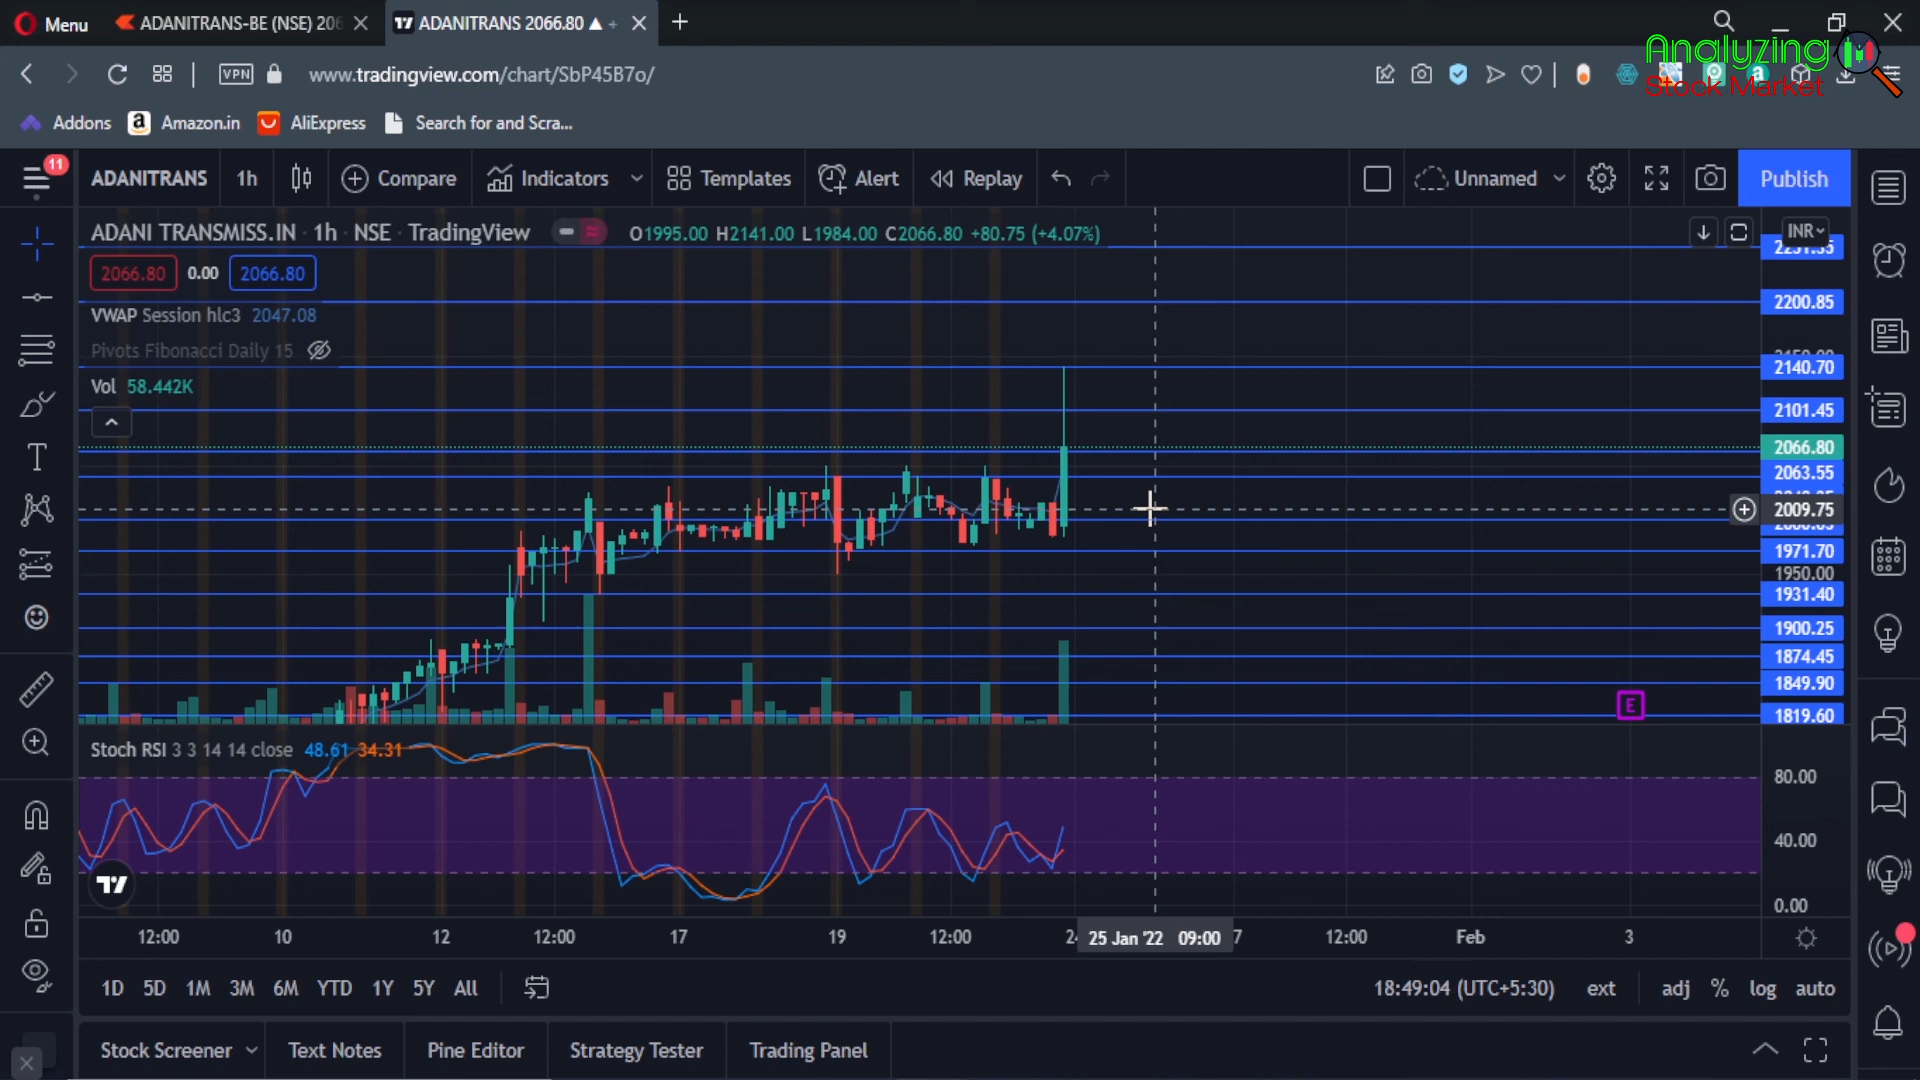 Menu
ADANITRANS-BE (NSE) 206
ADANITRANS 2066.80 ▲ +
Analyzing
Stock Market
VPN
www.tradingview.com/chart/SbP45B7o/
Addons
Amazon.in
AliExpress
Search for and Scra...
11
ADANITRANS
1h
Compare
Indicators
Templates
Alert
Replay
Unnamed
Publish
ADANI TRANSMISS.IN · 1h · NSE · TradingView
O1995.00 H2141.00 L1984.00 C2066.80 +80.75 (+4.07%)
INR
2066.80 0.00 2066.80
VWAP Session hlc3 2047.08
Pivots Fibonacci Daily 15
Vol 58.442K
2200.85
2140.70
2101.45
2066.80
2063.55
2009.75
1971.70
1950.00
1931.40
1900.25
1874.45
1849.90
1819.60
E
Stoch RSI 3 3 14 14 close 48.61 34.31
80.00
40.00
0.00
12:00 10 12 12:00 17 19 12:00 25 Jan '22 09:00 7 12:00 Feb 3
1D 5D 1M 3M 6M YTD 1Y 5Y All
18:49:04 (UTC+5:30) ext adj % log auto
Stock Screener
Text Notes
Pine Editor
Strategy Tester
Trading Panel